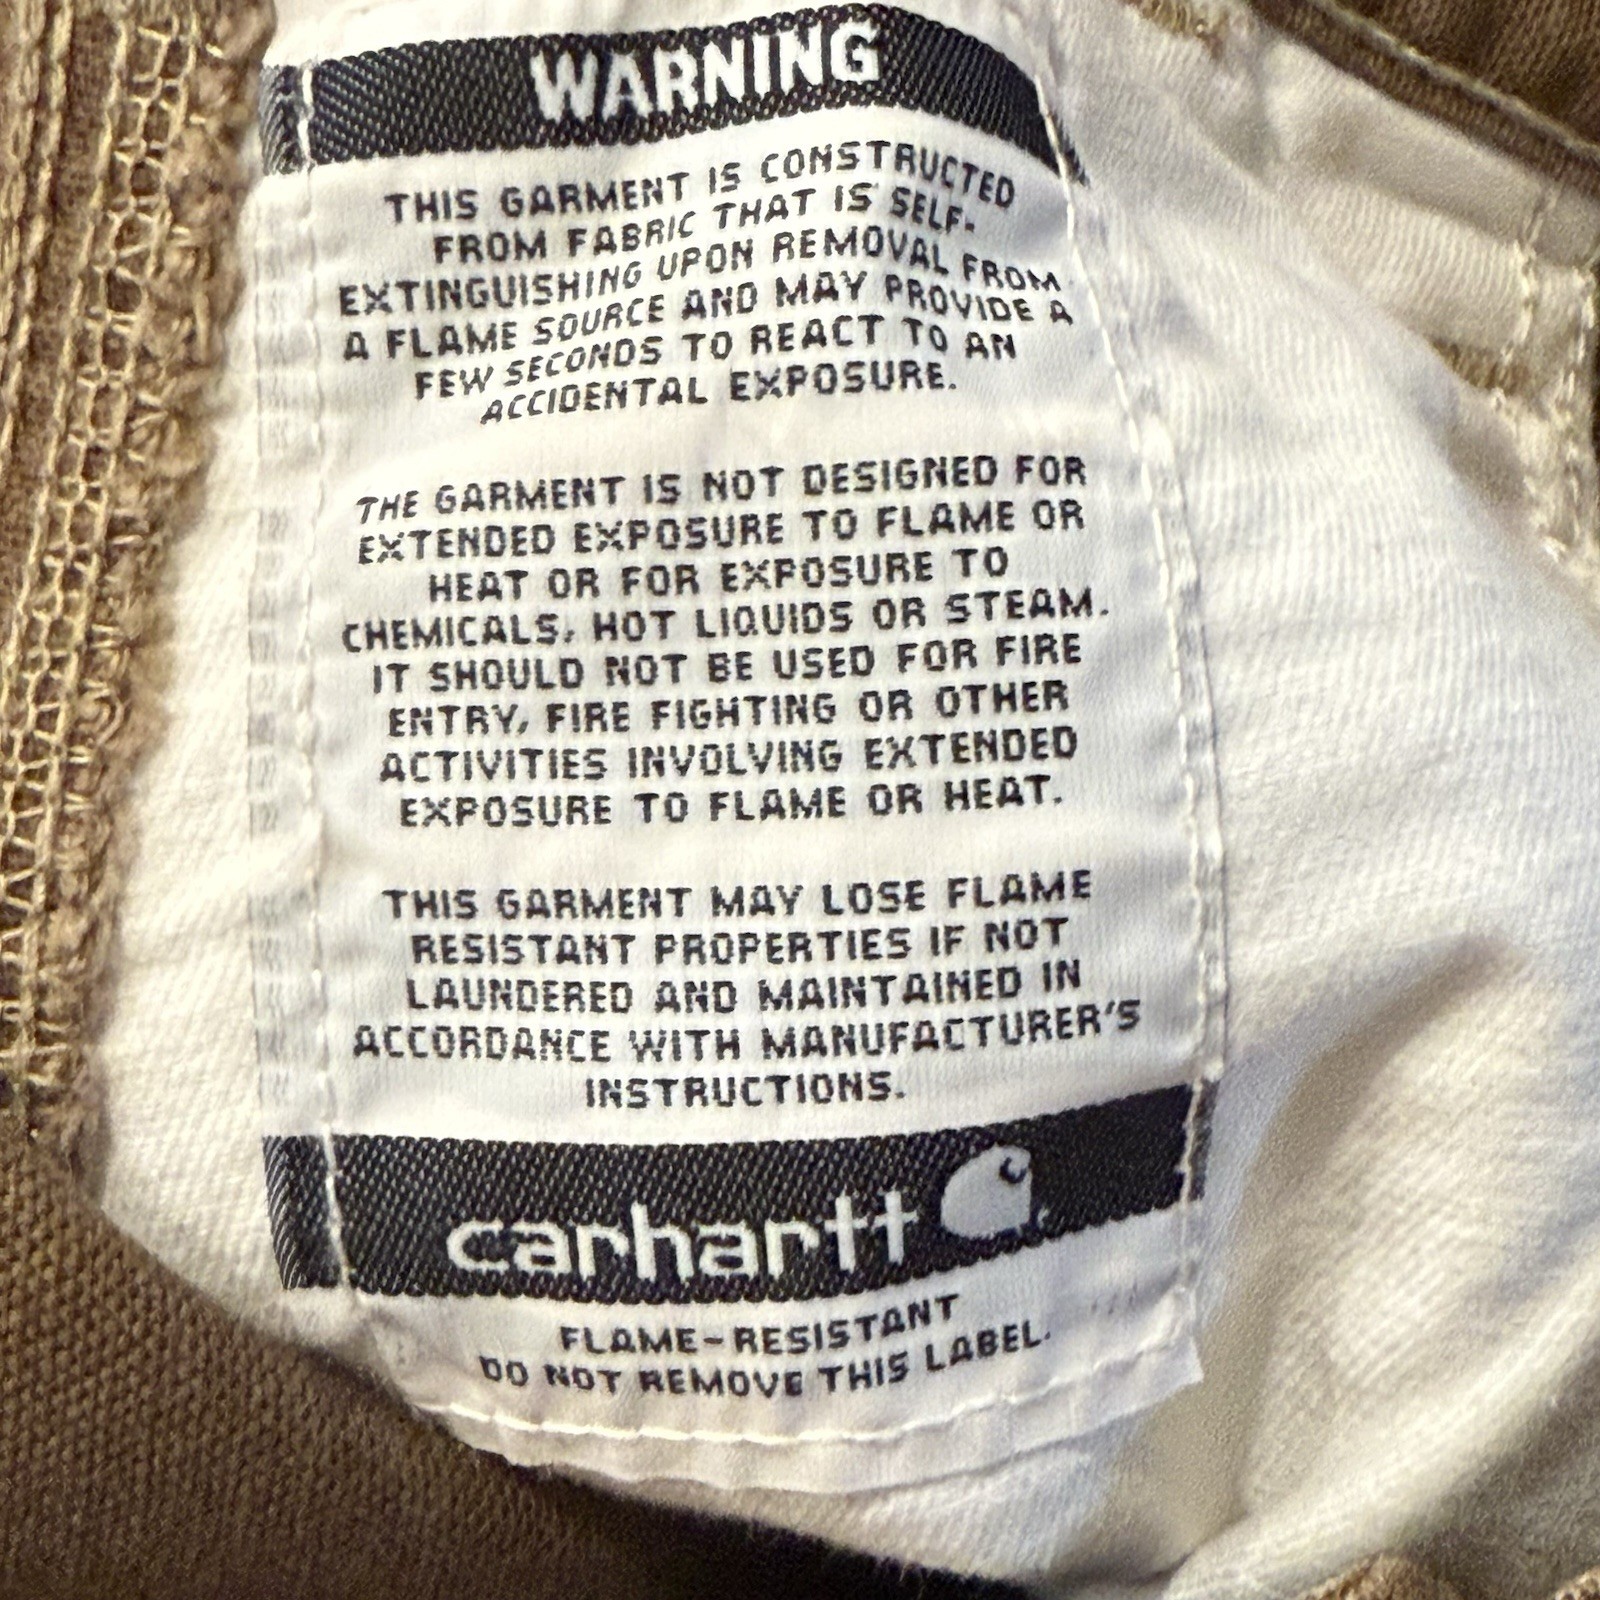 WARNING
THIS GARMENT IS CONSTRUCTED
FROM FABRIC THAT IS SELF-
EXTINGUISHING UPON REMOVAL FROM
A FLAME SOURCE AND MAY PROVIDE A
FEW SECONDS TO REACT TO AN
ACCIDENTAL EXPOSURE.
THE GARMENT IS NOT DESIGNED FOR
EXTENDED EXPOSURE TO FLAME OR
HEAT OR FOR EXPOSURE TO
CHEMICALS, HOT LIQUIDS OR STEAM.
IT SHOULD NOT BE USED FOR FIRE
ENTRY, FIRE FIGHTING OR OTHER
ACTIVITIES INVOLVING EXTENDED
EXPOSURE TO FLAME OR HEAT.
THIS GARMENT MAY LOSE FLAME
RESISTANT PROPERTIES IF NOT
LAUNDERED AND MAINTAINED IN
ACCORDANCE WITH MANUFACTURER'S
INSTRUCTIONS.
carhartt
FLAME-RESISTANT
DO NOT REMOVE THIS LABEL.